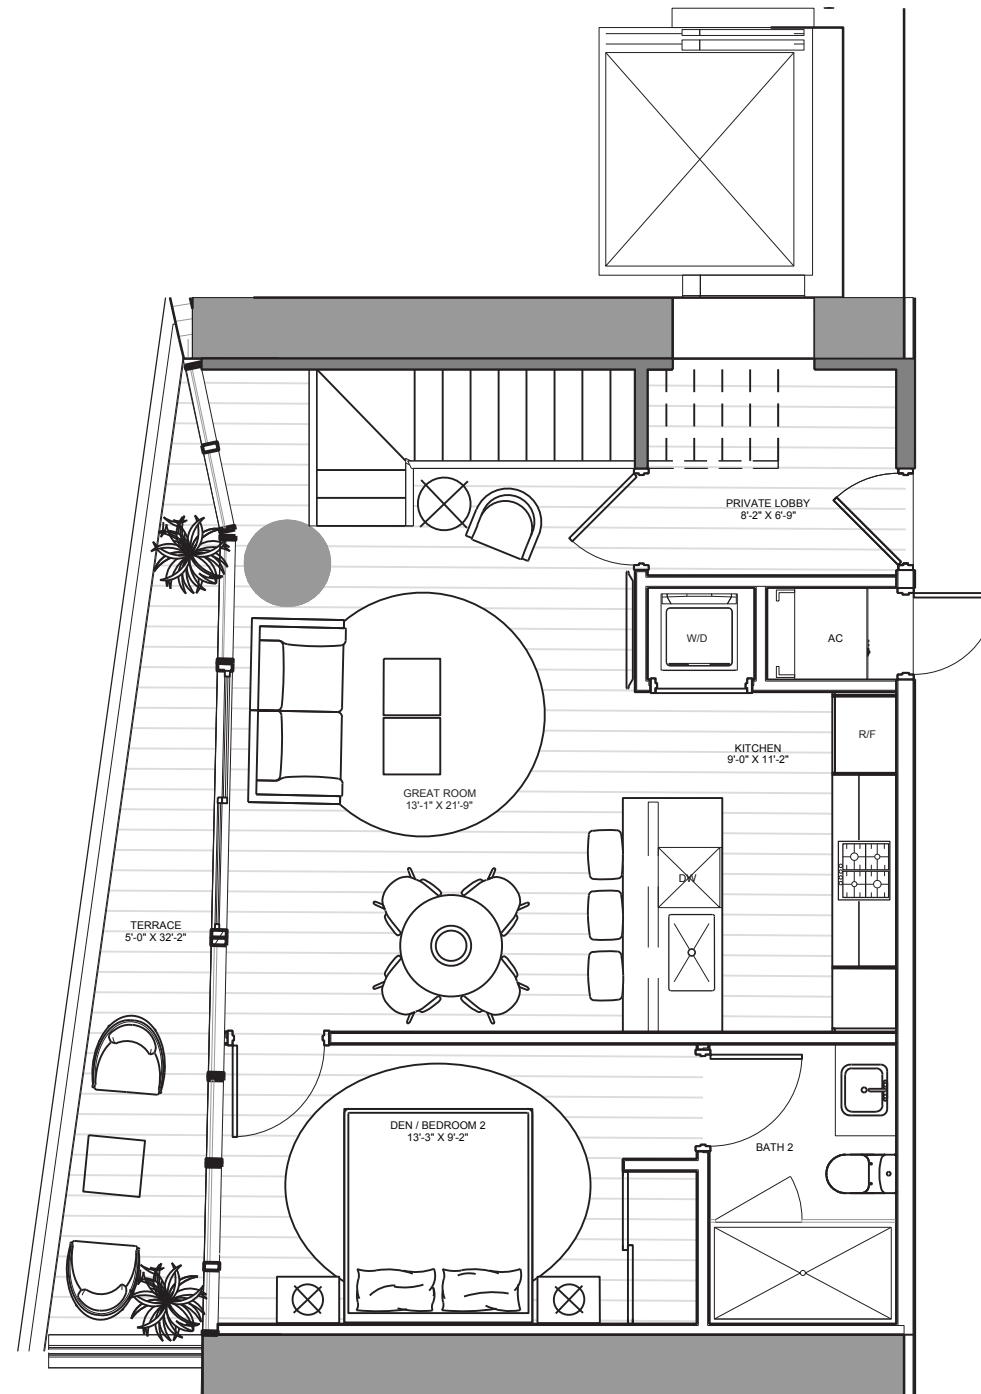 PRIVATE LOBBY
8'-2" X 6'-9"
W/D
AC
R/F
KITCHEN
9'-0" X 11'-2"
GREAT ROOM
13'-1" X 21'-9"
DW
TERRACE
5'-0" X 32'-2"
DEN / BEDROOM 2
13'-3" X 9'-2"
BATH 2